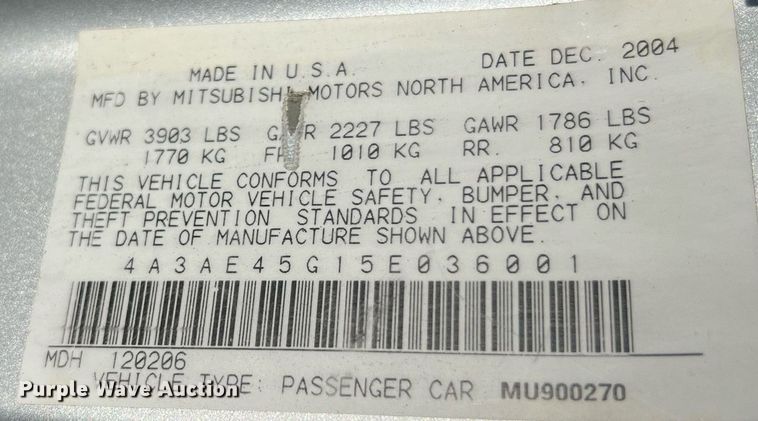 MADE IN U.S.A. DATE DEC. 2004
MFD BY MITSUBISHI MOTORS NORTH AMERICA, INC.
GVWR 3903 LBS GAWR 2227 LBS GAWR 1786 LBS
1770 KG 1010 KG RR. 810 KG
THIS VEHICLE CONFORMS TO ALL APPLICABLE
FEDERAL MOTOR VEHICLE SAFETY, BUMPER, AND
THEFT PREVENTION STANDARDS IN EFFECT ON
THE DATE OF MANUFACTURE SHOWN ABOVE.
4A3AE45G15E036001
MDH 120206
VEHICLE TYPE: PASSENGER CAR MU900270
Purple Wave Auction